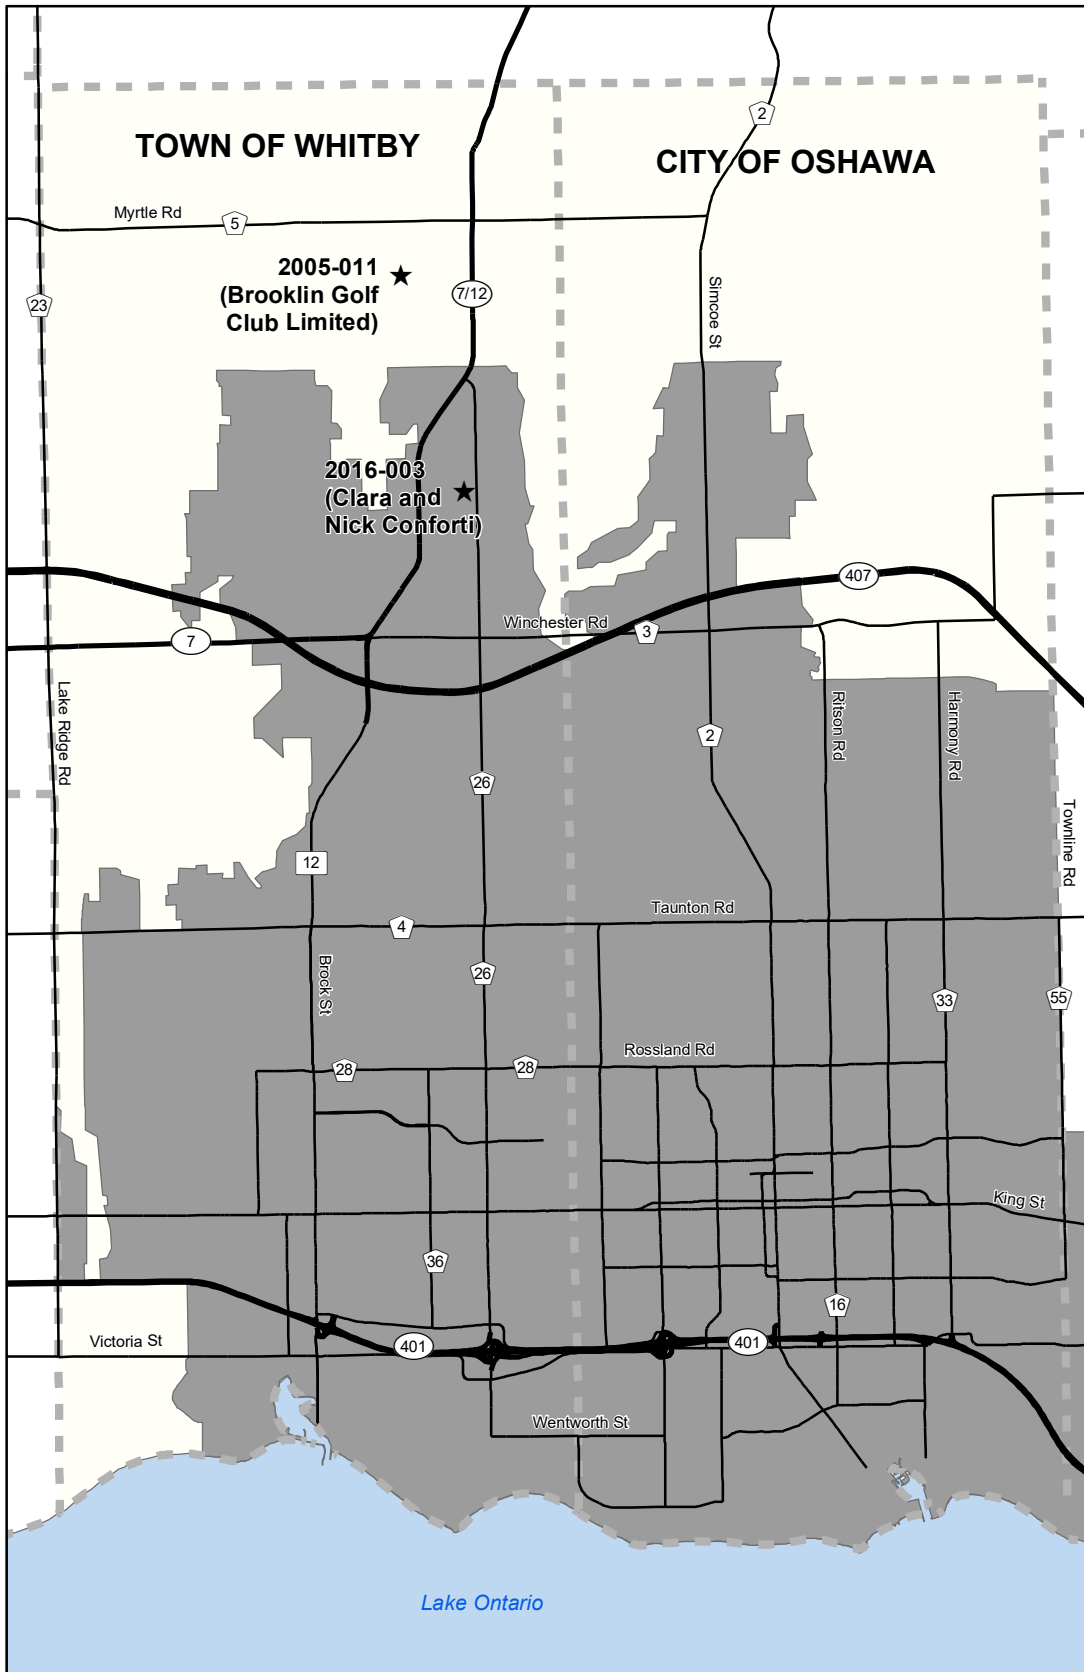 2
TOWN OF WHITBY
CITY OF OSHAWA
Myrtle Rd
5
2005-011
(Brooklin Golf
Club Limited)
7/12
23
Simcoe St
2016-003
(Clara and
Nick Conforti)
407
Winchester Rd
3
7
Lake Ridge Rd
Ritson Rd
Harmony Rd
2
26
Townline Rd
12
Taunton Rd
4
26
Brock St
33
55
Rossland Rd
28
28
King St
36
16
Victoria St
401
401
Wentworth St
Lake Ontario